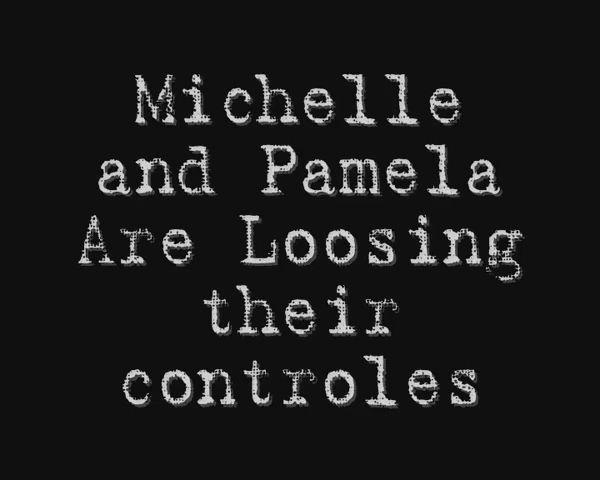 Michelle
and Pamela
Are Loosing
their
controles